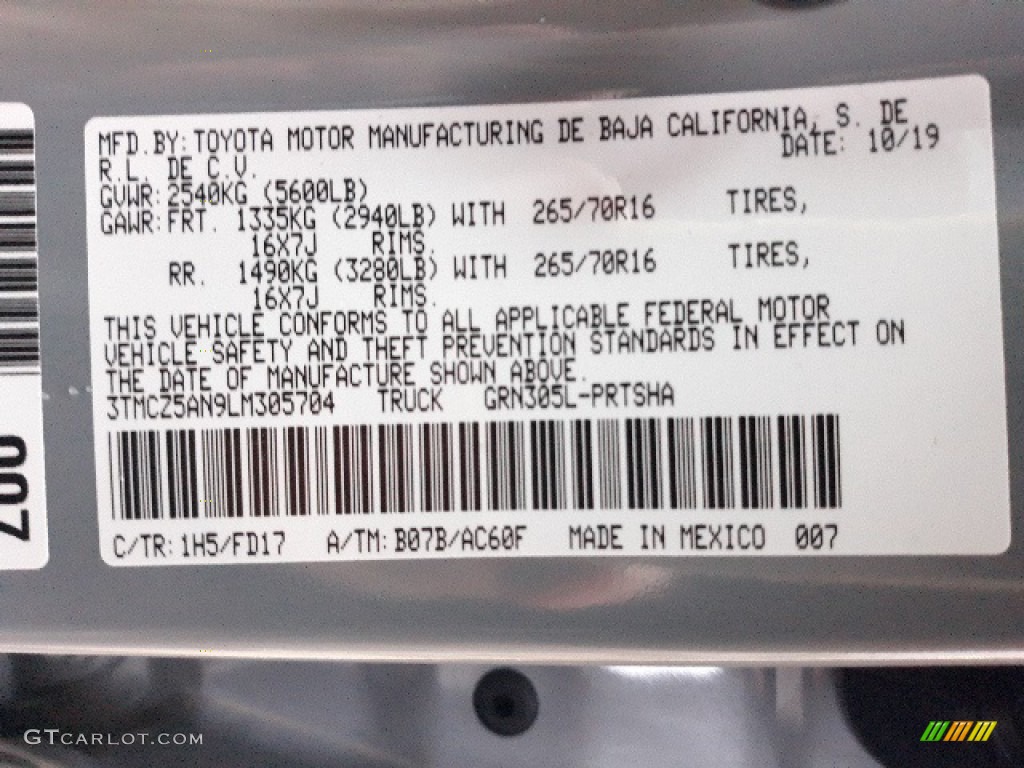 MFD.BY: TOYOTA MOTOR MANUFACTURING DE BAJA CALIFORNIA, S. DE
R.L. DE C.V. DATE: 10/19
GVWR: 2540KG (5600LB)
GAWR: FRT. 1335KG (2940LB) WITH 265/70R16 TIRES,
16X7J RIMS.
RR. 1490KG (3280LB) WITH 265/70R16 TIRES,
16X7J RIMS.
THIS VEHICLE CONFORMS TO ALL APPLICABLE FEDERAL MOTOR
VEHICLE SAFETY AND THEFT PREVENTION STANDARDS IN EFFECT ON
THE DATE OF MANUFACTURE SHOWN ABOVE.
3TMCZ5AN9LM305704 TRUCK GRN305L-PRTSHA
C/TR: 1H5/FD17 A/TM: B07B/AC60F MADE IN MEXICO 007
007
GTCARLOT.COM